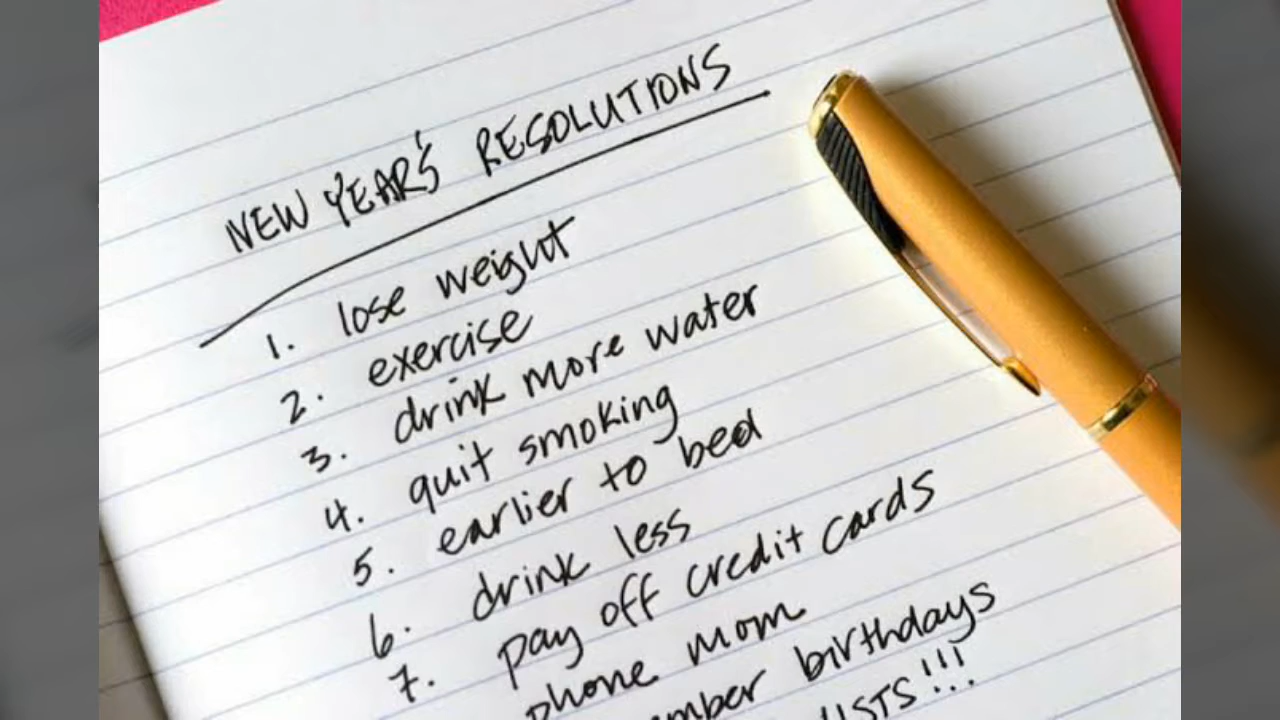 NEW YEAR'S RESOLUTIONS
1. lose weight
2. exercise
3. drink more water
4. quit smoking
5. earlier to bed
6. drink less
7. pay off credit cards
phone mom
birthdays